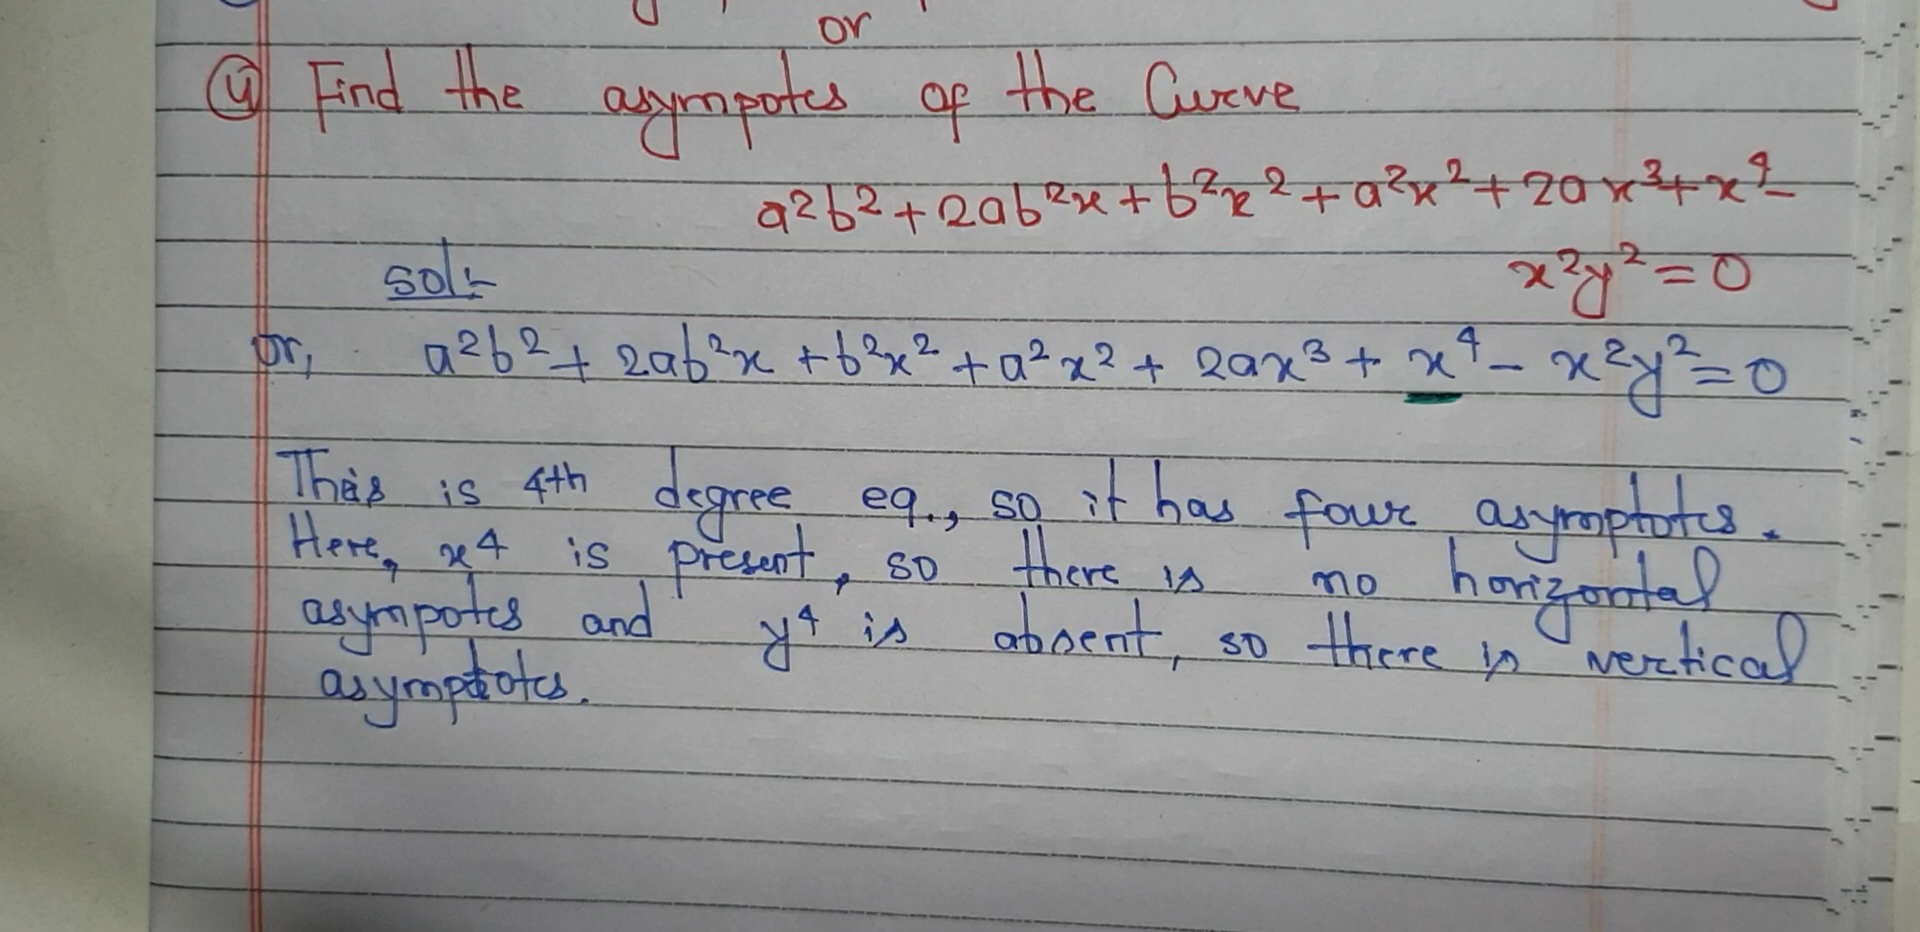 or
④ Find the asympotes of the Curve
a²b² + 2ab²x + b²x² + a²x² + 2ax³ + x⁴ -
x²y² = 0
sol:-
or, a²b² + 2ab²x + b²x² + a²x² + 2ax³ + x⁴ - x²y² = 0
This is 4th degree eq., so it has four asymptotes.
Here, x⁴ is present, so there is no horizontal
asympotes and y⁴ is absent, so there is vertical
asymptotes.